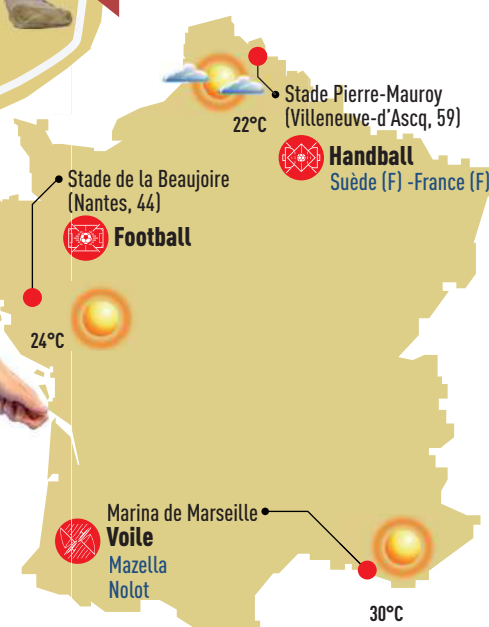 22°C
Stade Pierre-Mauroy
(Villeneuve-d'Ascq, 59)
Handball
Suède (F) -France (F)
Stade de la Beaujoire
(Nantes, 44)
Football
24°C
Marina de Marseille
Voile
Mazella
Nolot
30°C